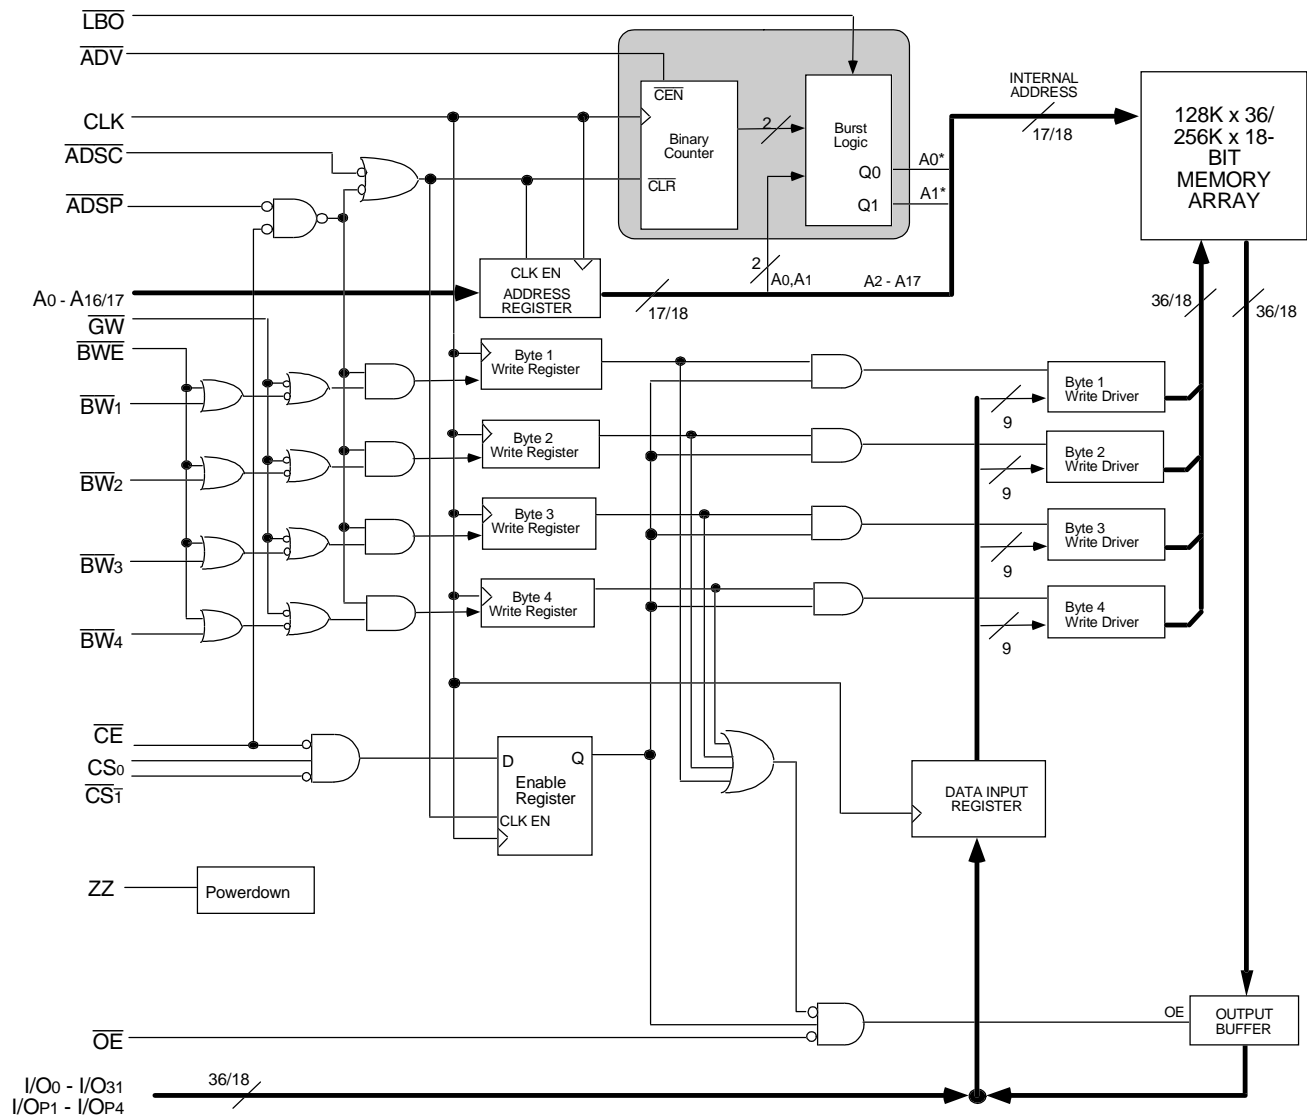 LBO
ADV
CLK
ADSC
ADSP
CEN
Binary
Counter
CLR
2
Burst
Logic
Q0
Q1
A0*
A1*
INTERNAL
ADDRESS
17/18
128K x 36/
256K x 18-
BIT
MEMORY
ARRAY
A0 - A16/17
CLK EN
ADDRESS
REGISTER
17/18
2
A0,A1
A2 - A17
36/18
36/18
GW
BWE
BW1
BW2
BW3
BW4
Byte 1
Write Register
Byte 2
Write Register
Byte 3
Write Register
Byte 4
Write Register
Byte 1
Write Driver
9
Byte 2
Write Driver
9
Byte 3
Write Driver
9
Byte 4
Write Driver
9
CE
CS0
CS1
D
Q
Enable
Register
CLK EN
DATA INPUT
REGISTER
ZZ
Powerdown
OE
OE
OUTPUT
BUFFER
I/O0 - I/O31
I/OP1 - I/OP4
36/18